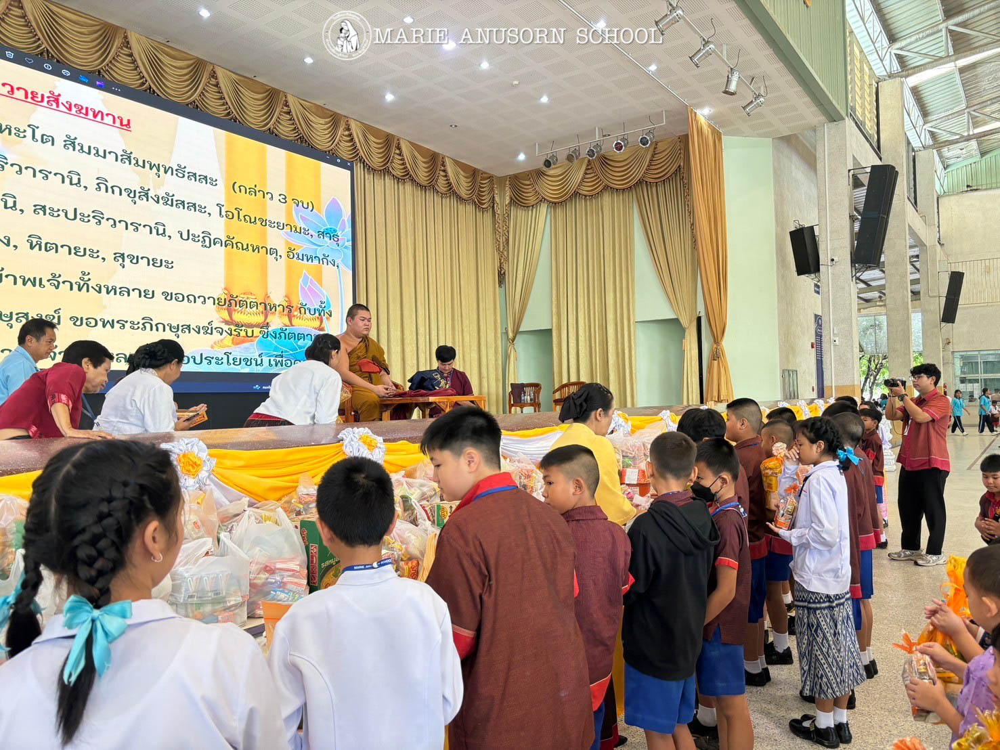 MARIE ANUSORN SCHOOL
วายสังฆทาน
หะโต สัมมาสัมพุทธัสสะ (กล่าว 3 จบ)
ริวารานิ, ภิกขุสังฆัสสะ, โอโณชะยามะ, สาธุ
นิ, สะปะริวารานิ, ปะฏิคคัณหาตุ, อัมหากัง,
ง, หิตายะ, สุขายะ
้าพเจ้าทั้งหลาย ขอถวายภัตตาหาร กับทั้ง
ษุสงฆ์ ขอพระภิกษุสงฆ์จงรับ ซึ่งภัตตา
ประโยชน์ เพื่อ